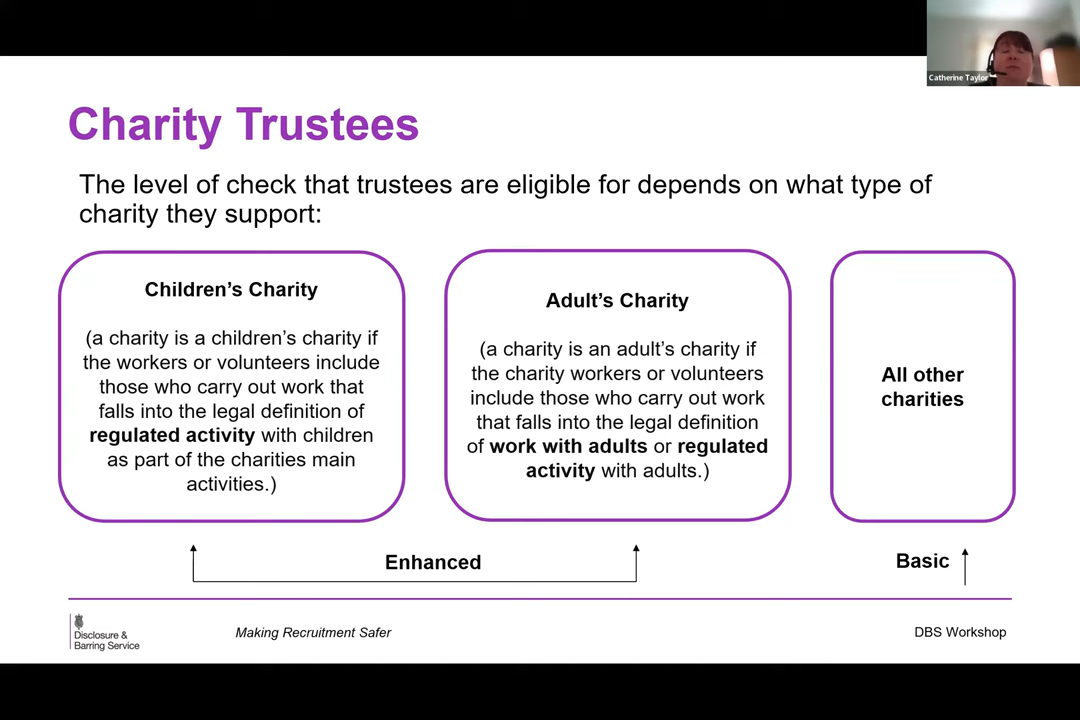 Catherine Taylor
Charity Trustees
The level of check that trustees are eligible for depends on what type of
charity they support:
Children's Charity
(a charity is a children's charity if
the workers or volunteers include
those who carry out work that
falls into the legal definition of
regulated activity with children
as part of the charities main
activities.)
Adult's Charity
(a charity is an adult's charity if
the charity workers or volunteers
include those who carry out work
that falls into the legal definition
of work with adults or regulated
activity with adults.)
All other
charities
Enhanced
Basic
Disclosure &
Barring Service
Making Recruitment Safer
DBS Workshop